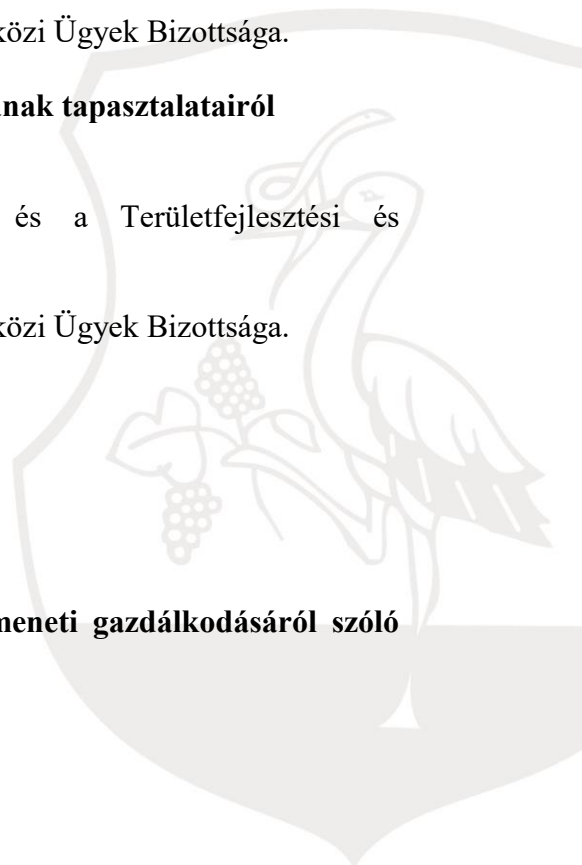 közi Ügyek Bizottsága.
nak tapasztalatairól
és a Területfejlesztési és
közi Ügyek Bizottsága.
meneti gazdálkodásáról szóló